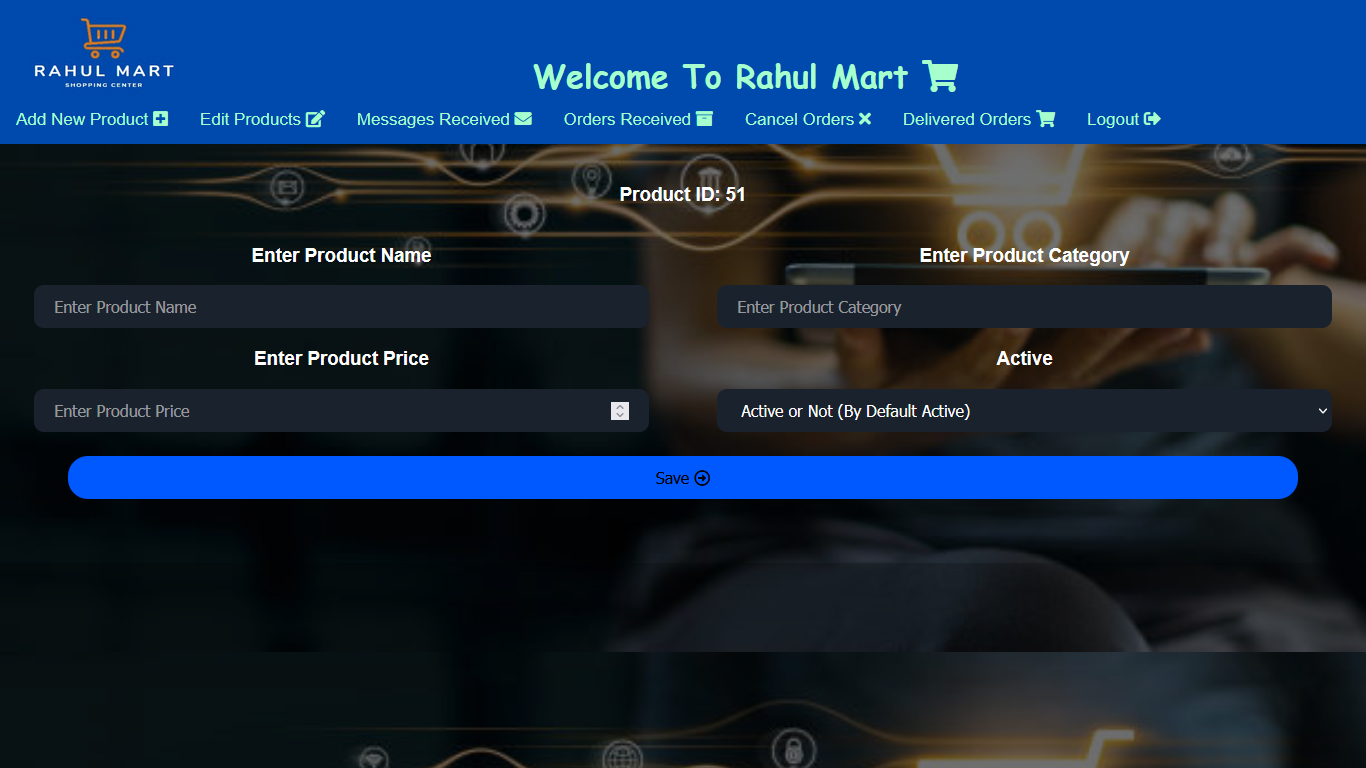 RAHUL MART
SHOPPING CENTER
Welcome To Rahul Mart
Add New Product Edit Products Messages Received Orders Received Cancel Orders Delivered Orders Logout
Product ID: 51
Enter Product Name Enter Product Category
Enter Product Name Enter Product Category
Enter Product Price Active
Enter Product Price Active or Not (By Default Active)
Save